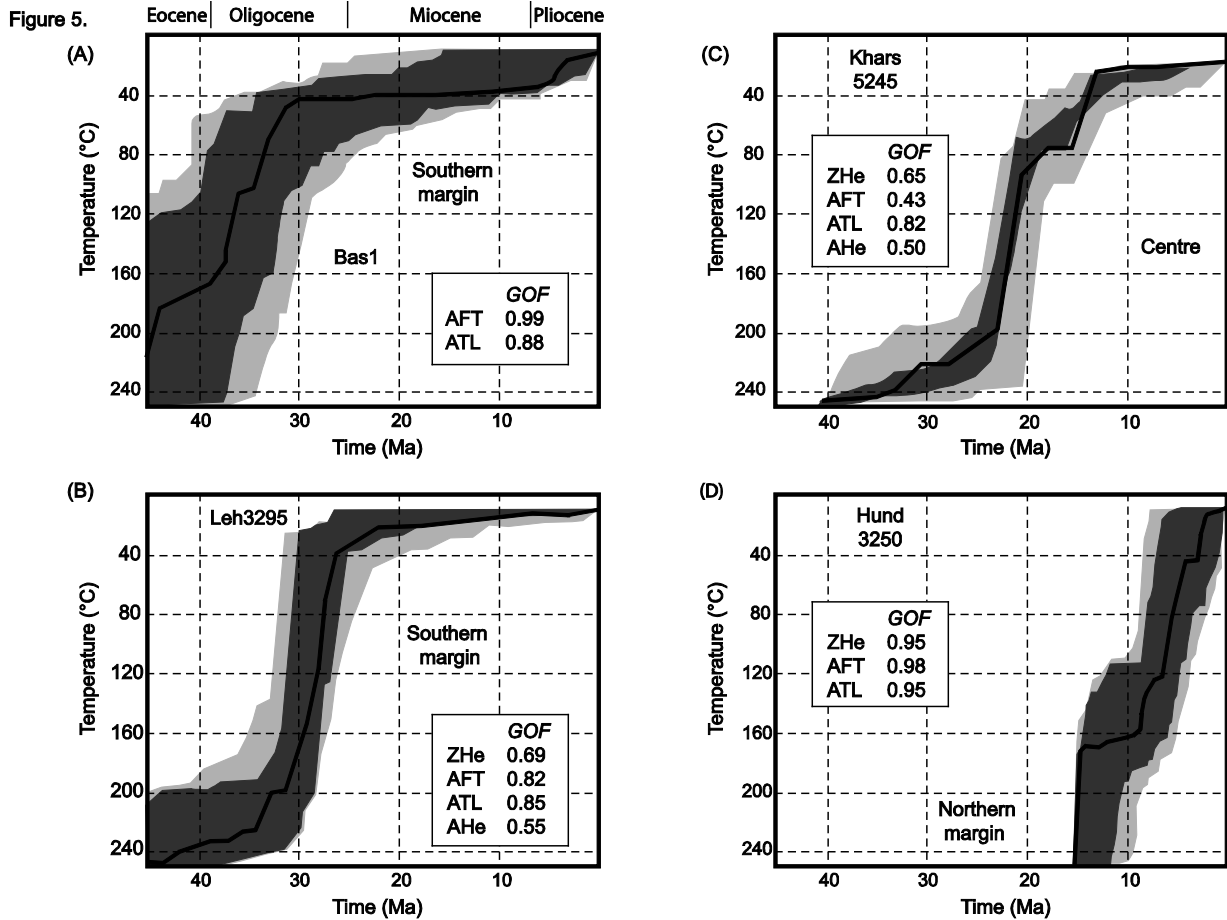 Figure 5.
Eocene Oligocene Miocene Pliocene
(A)
Temperature (°C)
40
80
120
160
200
240
Southern
margin
Bas1
GOF
AFT 0.99
ATL 0.88
40 30 20 10
Time (Ma)
(C)
Temperature (°C)
40
80
120
160
200
240
Khars
5245
GOF
ZHe 0.65
AFT 0.43
ATL 0.82
AHe 0.50
Centre
40 30 20 10
Time (Ma)
(B)
Temperature (°C)
40
80
120
160
200
240
Leh3295
Southern
margin
GOF
ZHe 0.69
AFT 0.82
ATL 0.85
AHe 0.55
40 30 20 10
Time (Ma)
(D)
Temperature (°C)
40
80
120
160
200
240
Hund
3250
GOF
ZHe 0.95
AFT 0.98
ATL 0.95
Northern
margin
40 30 20 10
Time (Ma)